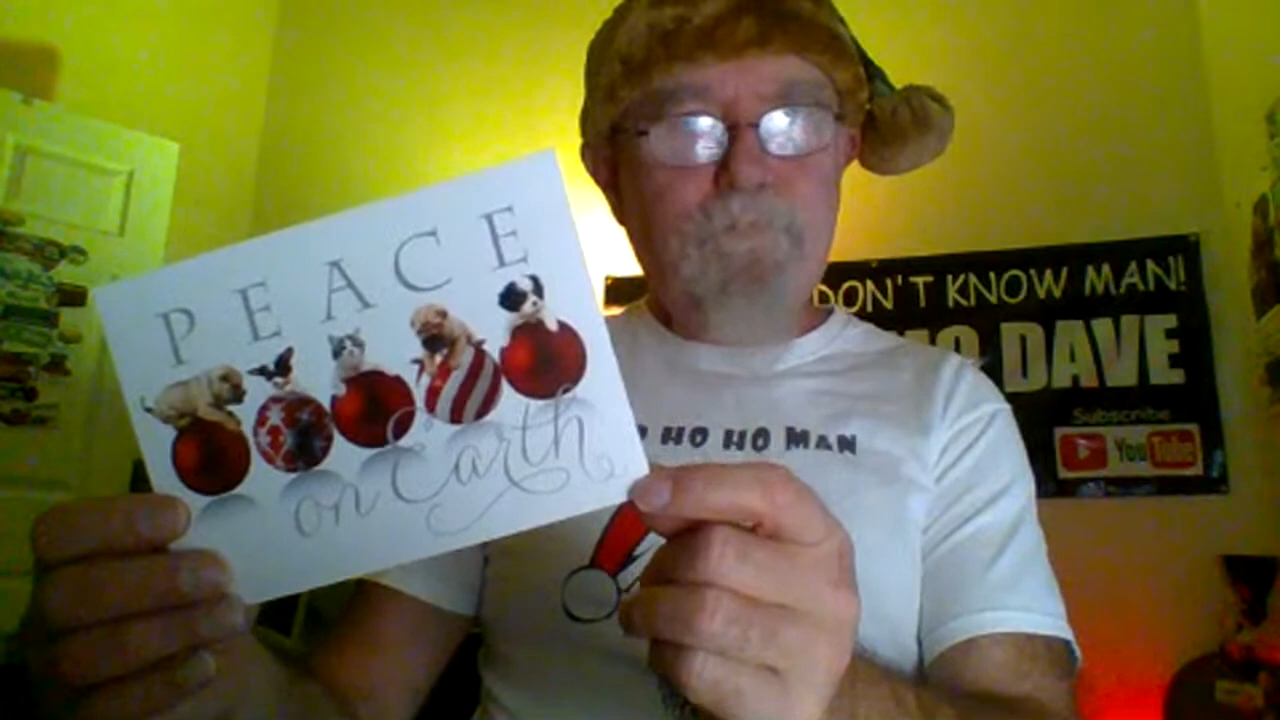 PEACE
on Earth
HO HO MAN
DON'T KNOW MAN!
DAVE
Subscribe
YouTube